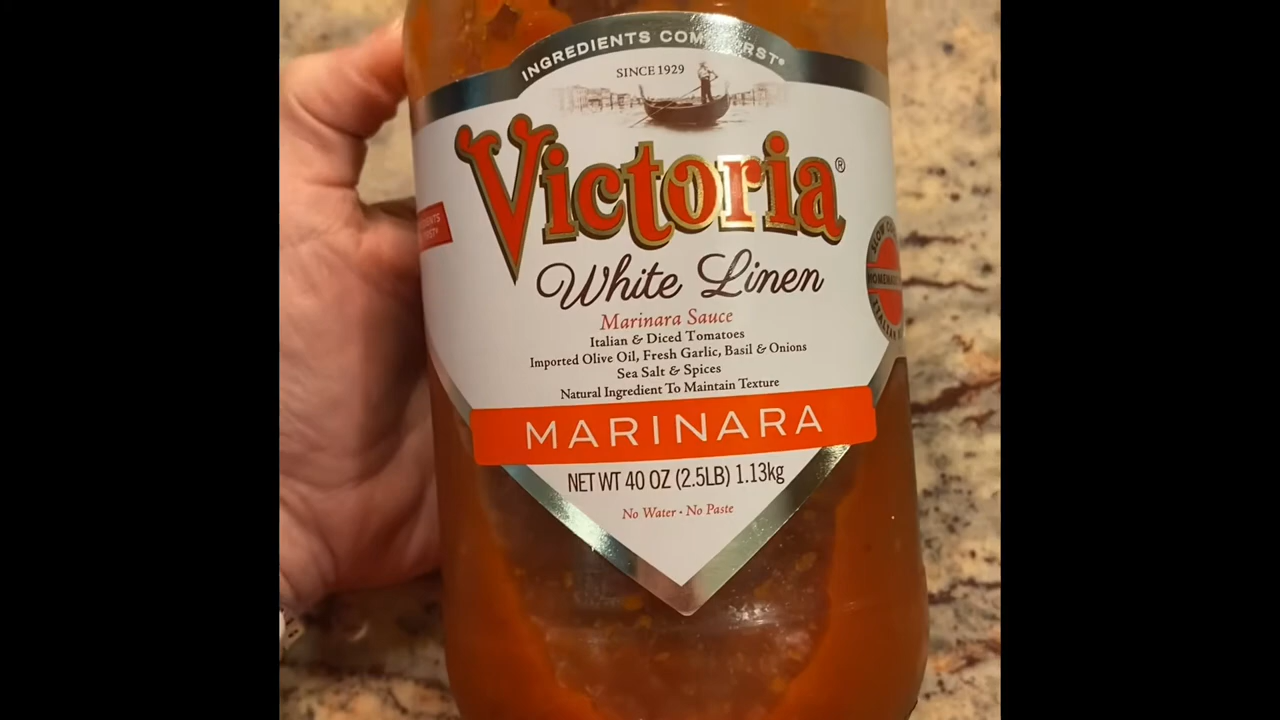 INGREDIENTS COME FIRST®
SINCE 1929
Victoria®
White Linen
Marinara Sauce
Italian & Diced Tomatoes
Imported Olive Oil, Fresh Garlic, Basil & Onions
Sea Salt & Spices
Natural Ingredient To Maintain Texture
MARINARA
NET WT 40 OZ (2.5LB) 1.13kg
No Water • No Paste
SLOW